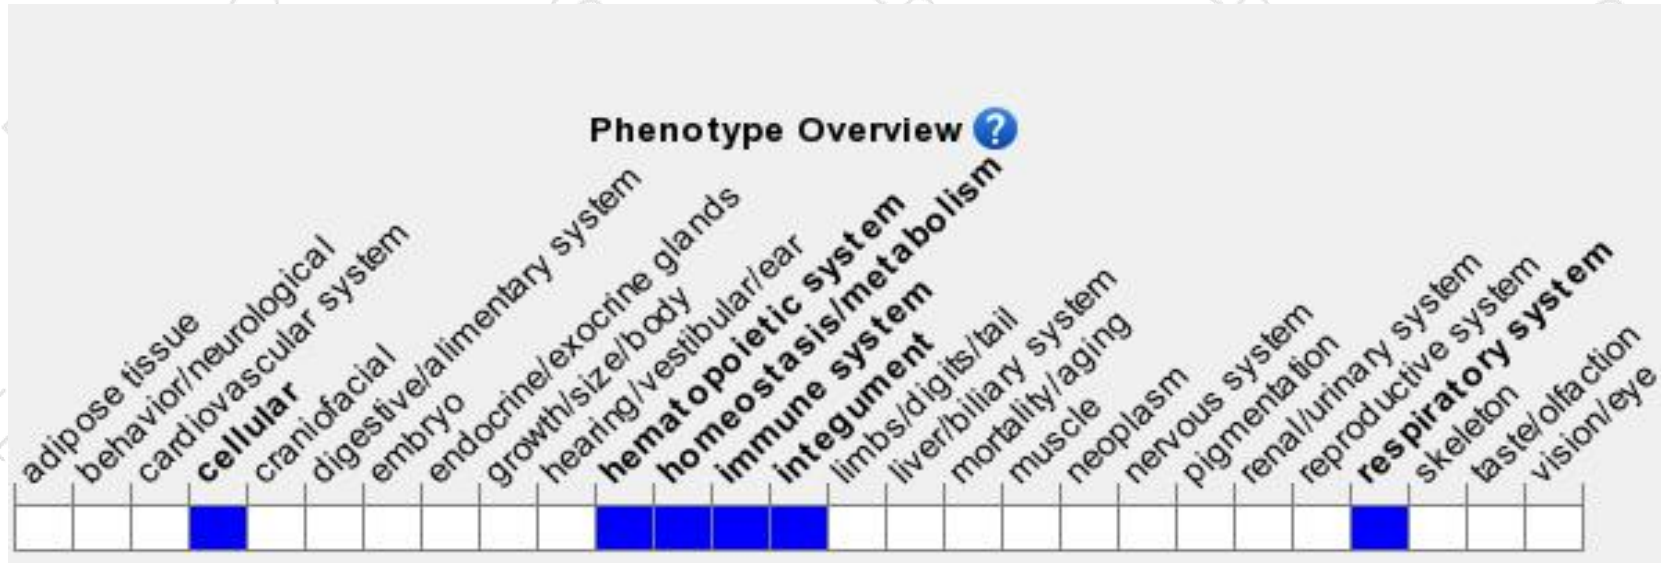 Phenotype Overview ?
adipose tissue
behavior/neurological
cardiovascular system
cellular
craniofacial
digestive/alimentary system
embryo
endocrine/exocrine glands
growth/size/body
hearing/vestibular/ear
hematopoietic system
homeostasis/metabolism
immune system
integument
limbs/digits/tail
liver/biliary system
mortality/aging
muscle
neoplasm
nervous system
pigmentation
renal/urinary system
reproductive system
respiratory system
skeleton
taste/olfaction
vision/eye